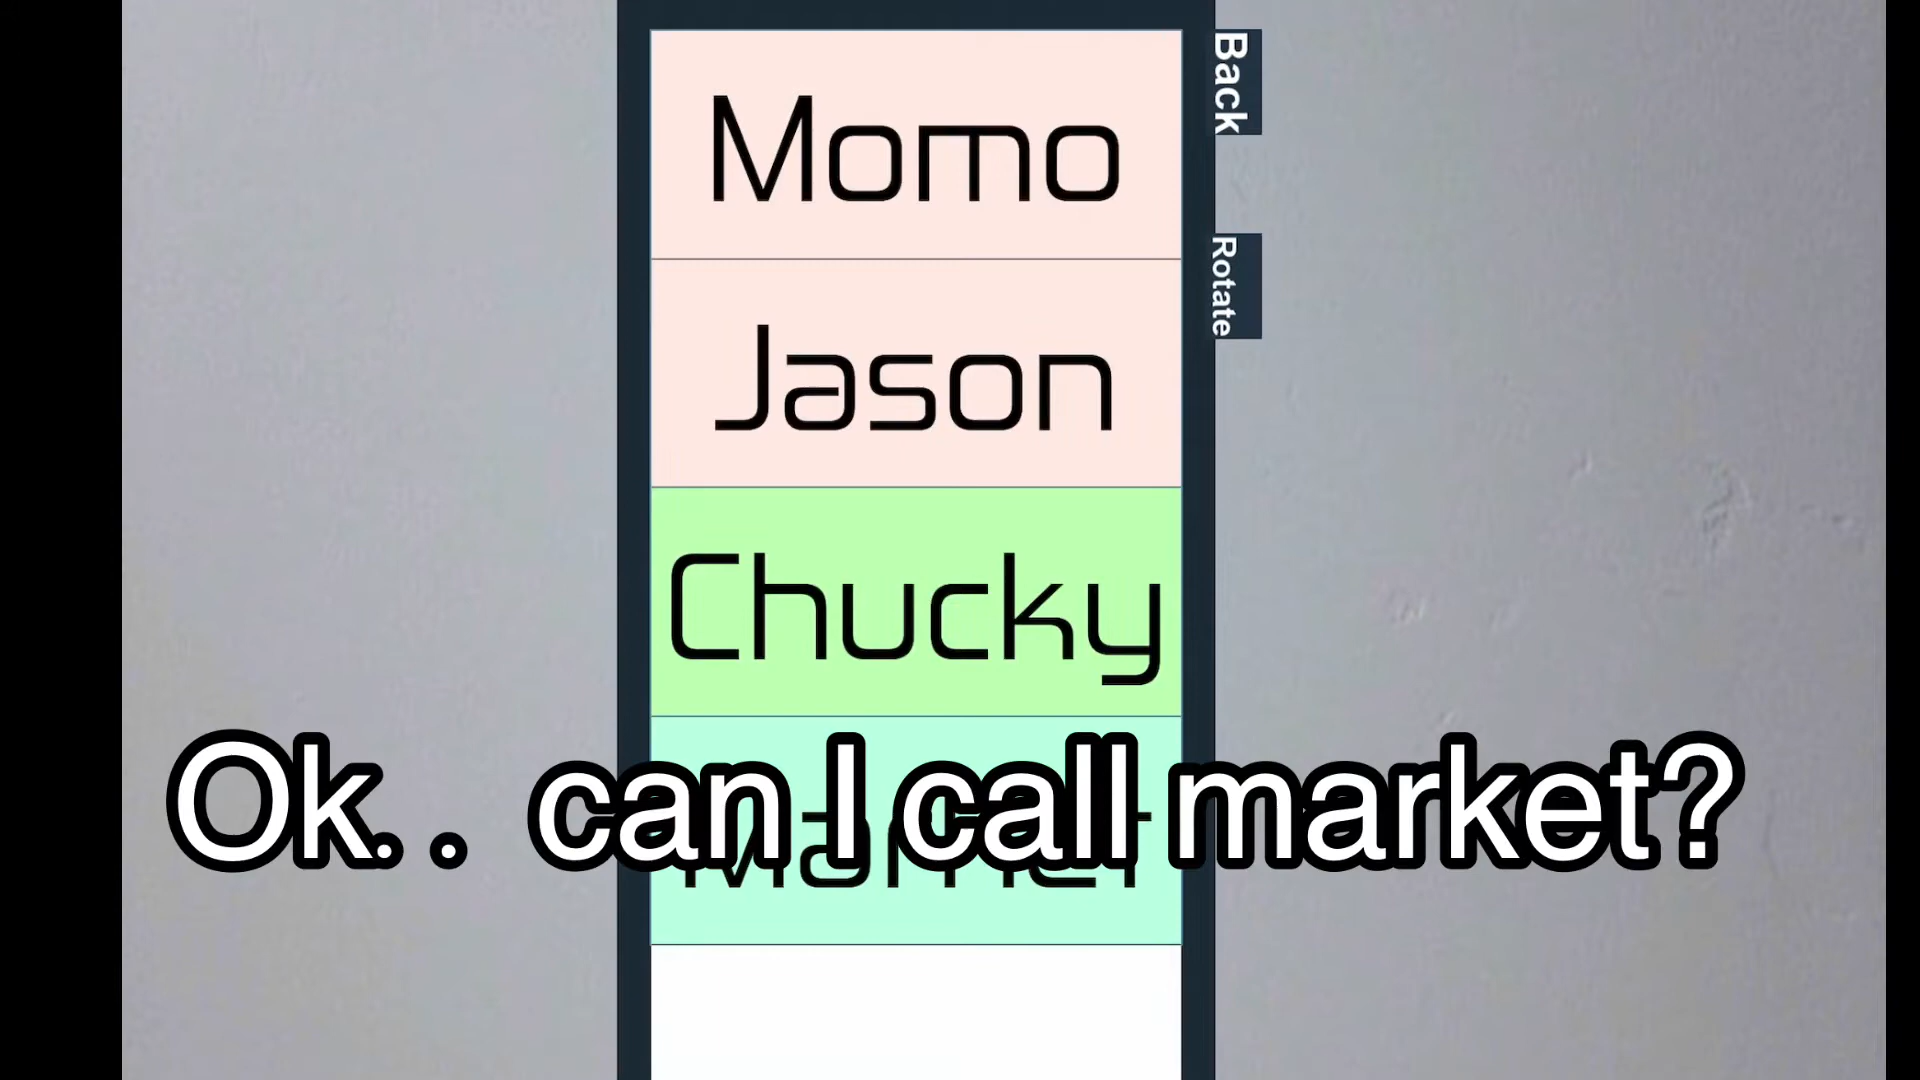 Momo
Jason
Chucky
Ok.. can I call market?
Back
Rotate